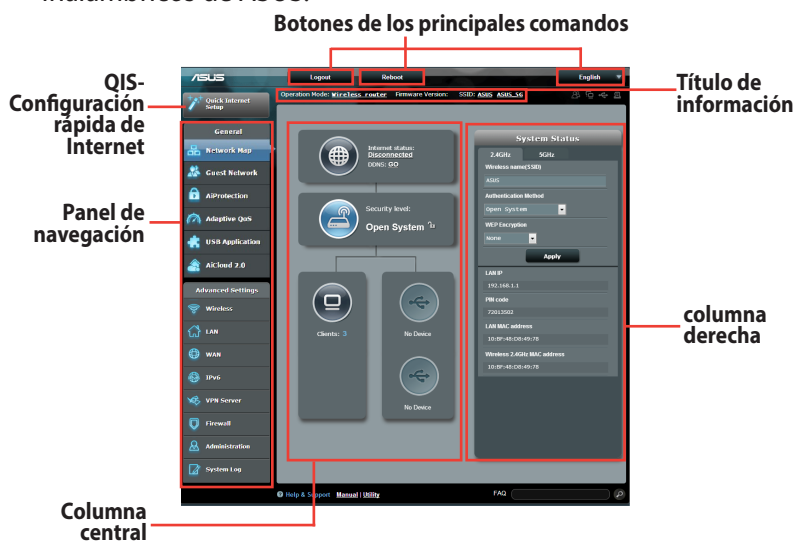 inalámbrico de ASUS.
Botones de los principales comandos
QIS-
Configuración
rápida de
Internet
Panel de
navegación
Columna
central
Título de
información
columna
derecha
ASUS
Logout
Reboot
English
Quick Internet
Setup
Operation Mode: Wireless router Firmware Version: SSID: ASUS ASUS_5G
General
Network Map
Guest Network
AiProtection
Adaptive QoS
USB Application
AiCloud 2.0
Advanced Settings
Wireless
LAN
WAN
IPv6
VPN Server
Firewall
Administration
System Log
Internet status:
Disconnected
DDNS: GO
Security level:
Open System
Clients: 3
No Device
No Device
System Status
2.4GHz 5GHz
Wireless name(SSID)
ASUS
Authentication Method
Open System
WEP Encryption
None
Apply
LAN IP
192.168.1.1
PIN code
72013502
LAN MAC address
10:BF:48:D8:49:78
Wireless 2.4GHz MAC address
10:BF:48:D8:49:78
Help & Support Manual | Utility
FAQ